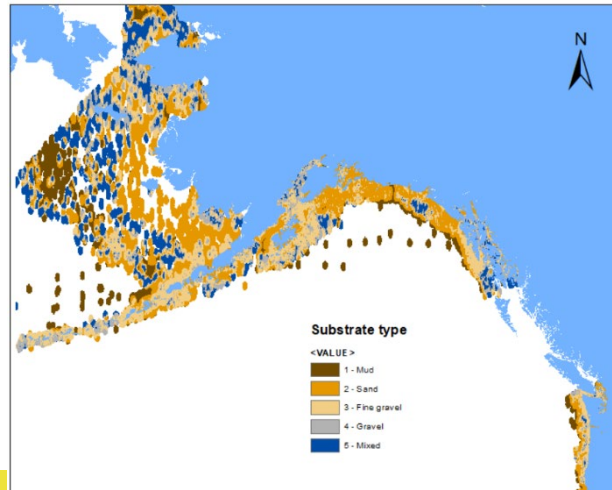 N
Substrate type
<VALUE>
1 - Mud
2 - Sand
3 - Fine gravel
4 - Gravel
5 - Mixed